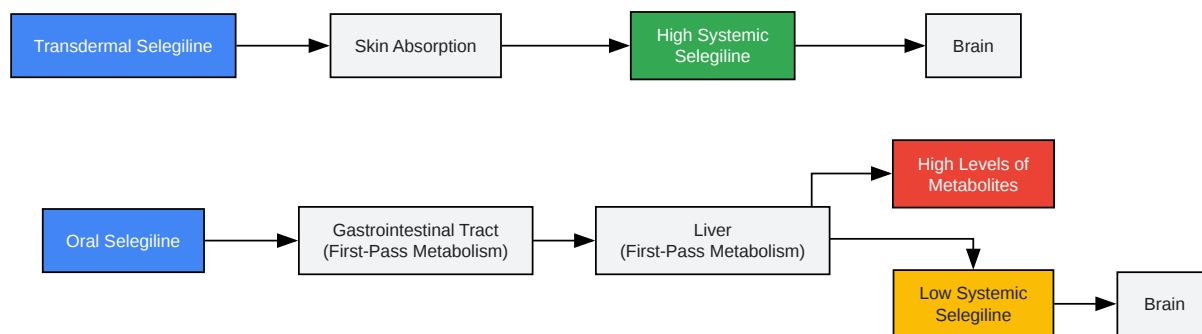 Transdermal Selegiline
Skin Absorption
High Systemic
Selegiline
Brain
High Levels of
Metabolites
Oral Selegiline
Gastrointestinal Tract
(First-Pass Metabolism)
Liver
(First-Pass Metabolism)
Low Systemic
Selegiline
Brain